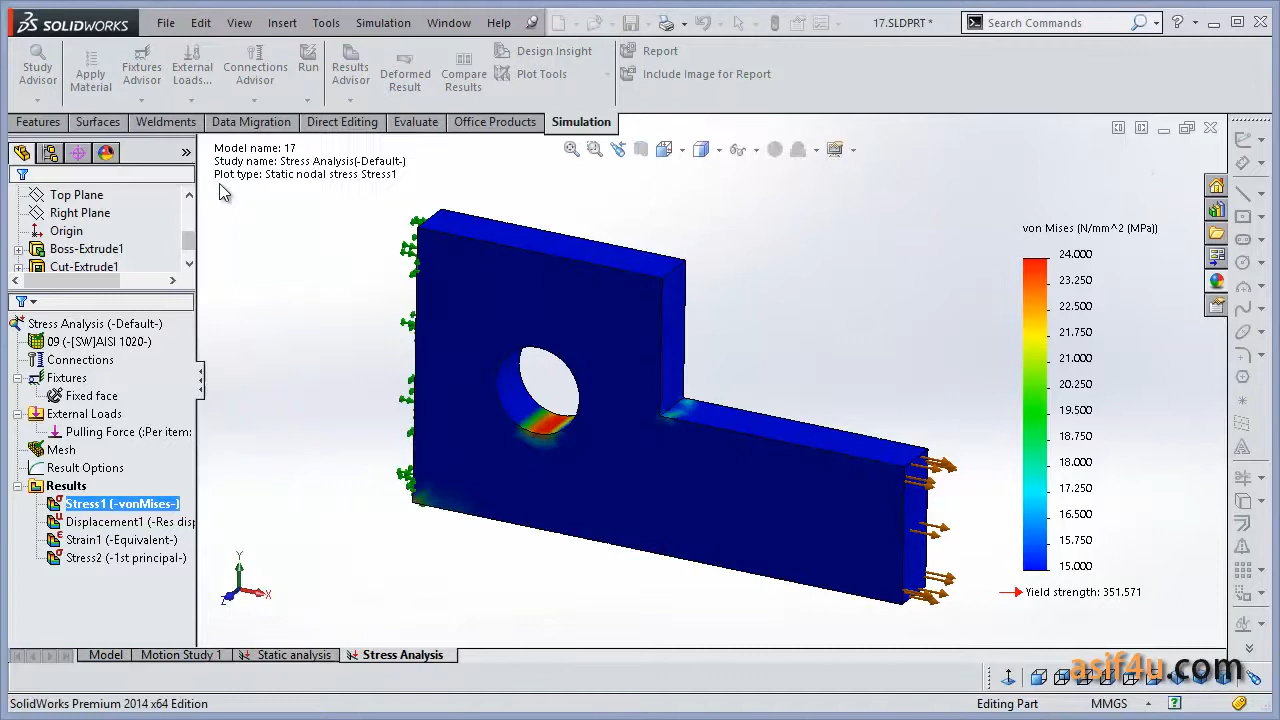 SOLIDWORKS
File Edit View Insert Tools Simulation Window Help
17.SLDPRT *
Search Commands
Study Advisor
Apply Material
Fixtures Advisor
External Loads...
Connections Advisor
Run
Results Advisor
Deformed Result
Compare Results
Design Insight
Plot Tools
Report
Include Image for Report
Features Surfaces Weldments Data Migration Direct Editing Evaluate Office Products Simulation
Model name: 17
Study name: Stress Analysis(-Default-)
Plot type: Static nodal stress Stress1
Top Plane
Right Plane
Origin
Boss-Extrude1
Cut-Extrude1
Stress Analysis (-Default-)
09 (-[SW]AISI 1020-)
Connections
Fixtures
Fixed face
External Loads
Pulling Force (:Per item:
Mesh
Result Options
Results
Stress1 (-vonMises-)
Displacement1 (-Res disp
Strain1 (-Equivalent-)
Stress2 (-1st principal-)
von Mises (N/mm^2 (MPa))
24.000
23.250
22.500
21.750
21.000
20.250
19.500
18.750
18.000
17.250
16.500
15.750
15.000
Yield strength: 351.571
Y
X
Z
Model Motion Study 1 Static analysis Stress Analysis
asif4u.com
SolidWorks Premium 2014 x64 Edition
Editing Part
MMGS